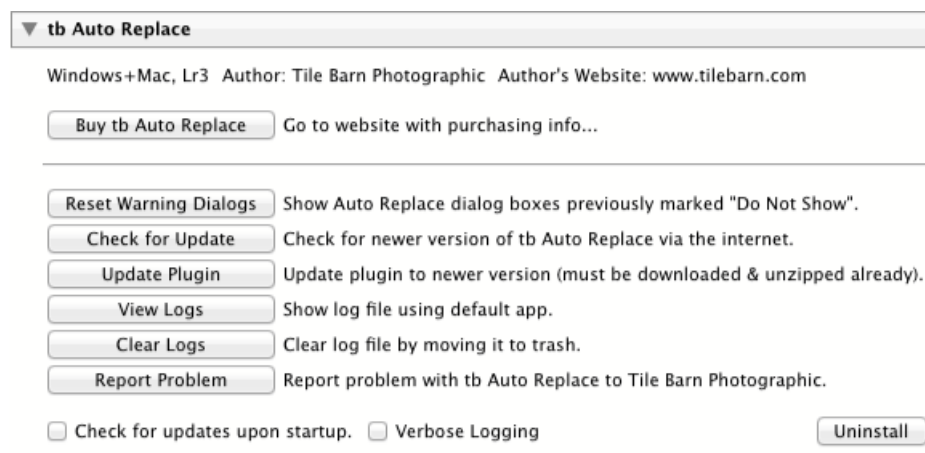 tb Auto Replace
Windows+Mac, Lr3 Author: Tile Barn Photographic Author's Website: www.tilebarn.com
Buy tb Auto Replace Go to website with purchasing info...
Reset Warning Dialogs Show Auto Replace dialog boxes previously marked "Do Not Show".
Check for Update Check for newer version of tb Auto Replace via the internet.
Update Plugin Update plugin to newer version (must be downloaded & unzipped already).
View Logs Show log file using default app.
Clear Logs Clear log file by moving it to trash.
Report Problem Report problem with tb Auto Replace to Tile Barn Photographic.
Check for updates upon startup. Verbose Logging Uninstall